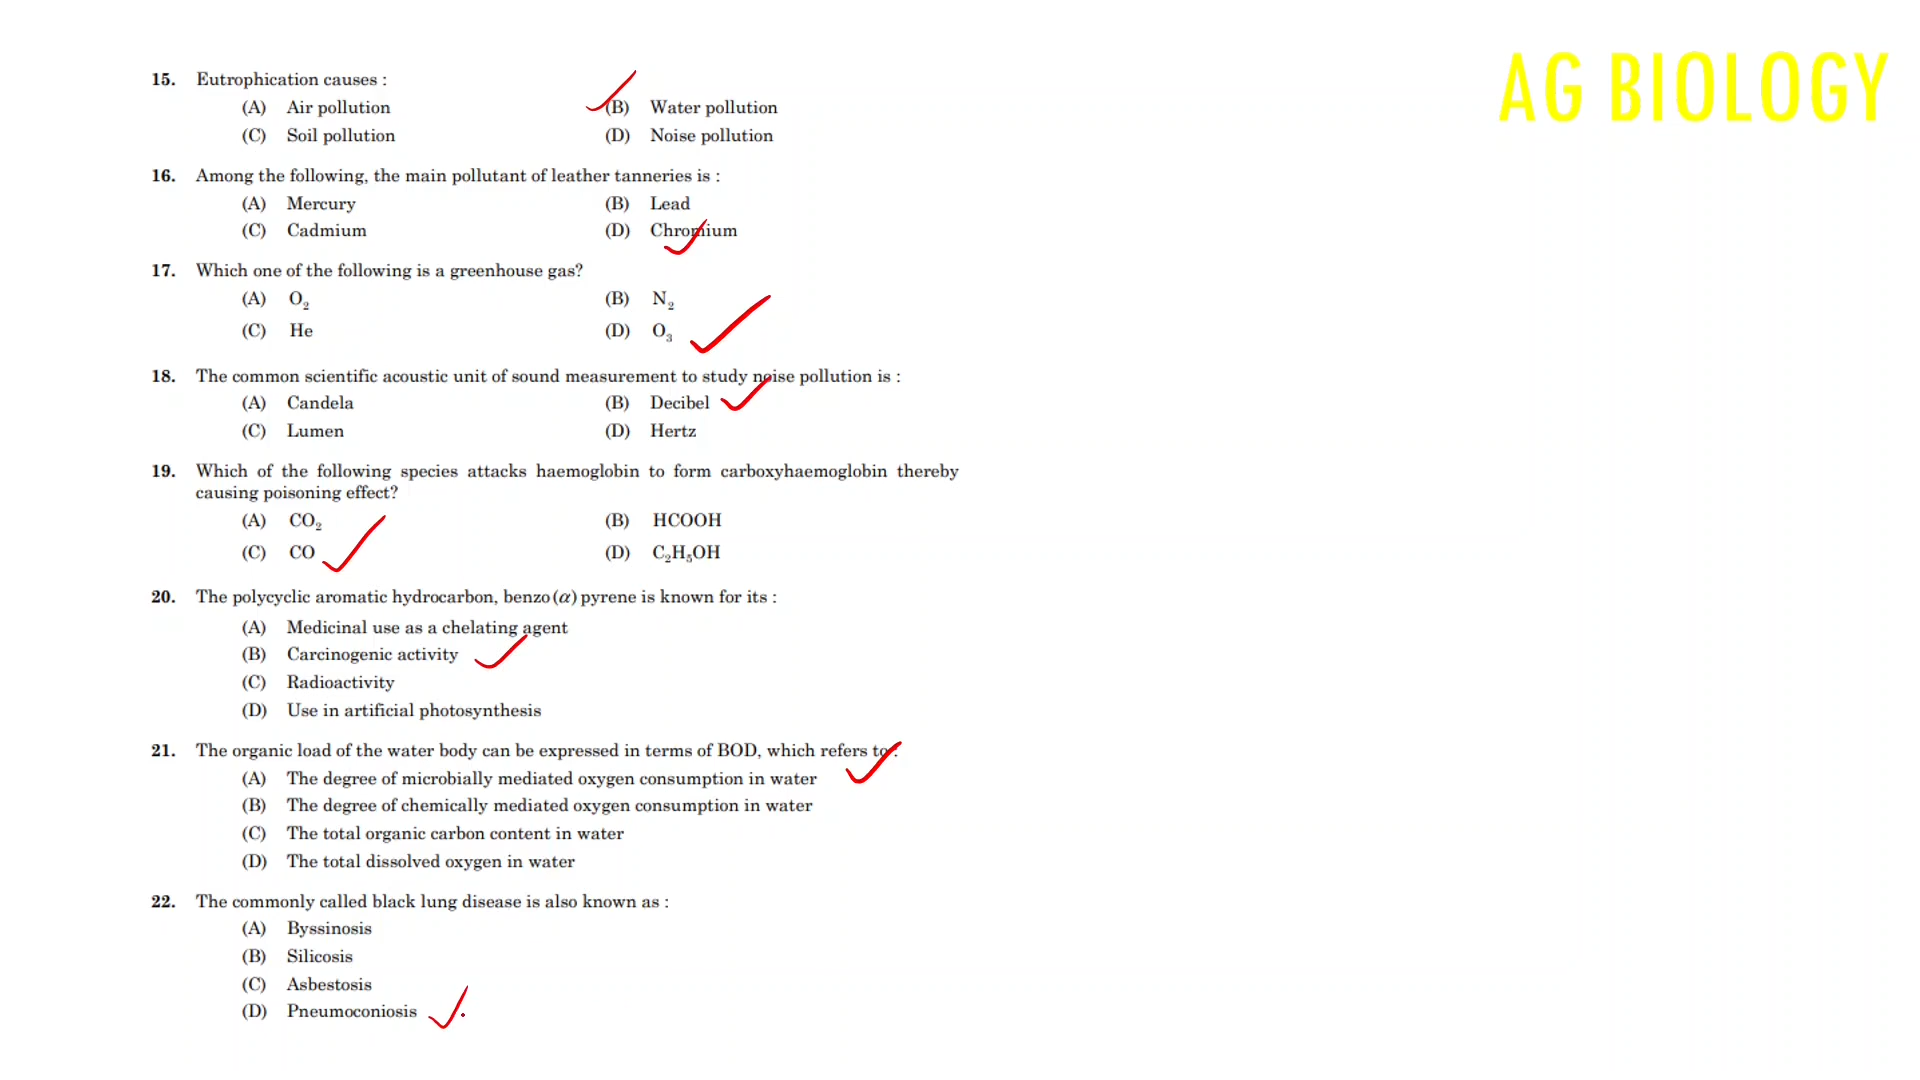 AG BIOLOGY
15. Eutrophication causes :
(A) Air pollution (B) Water pollution
(C) Soil pollution (D) Noise pollution
16. Among the following, the main pollutant of leather tanneries is :
(A) Mercury (B) Lead
(C) Cadmium (D) Chromium
17. Which one of the following is a greenhouse gas?
(A) O₂ (B) N₂
(C) He (D) O₃
18. The common scientific acoustic unit of sound measurement to study noise pollution is :
(A) Candela (B) Decibel
(C) Lumen (D) Hertz
19. Which of the following species attacks haemoglobin to form carboxyhaemoglobin thereby
causing poisoning effect?
(A) CO₂ (B) HCOOH
(C) CO (D) C₂H₅OH
20. The polycyclic aromatic hydrocarbon, benzo(α)pyrene is known for its :
(A) Medicinal use as a chelating agent
(B) Carcinogenic activity
(C) Radioactivity
(D) Use in artificial photosynthesis
21. The organic load of the water body can be expressed in terms of BOD, which refers to :
(A) The degree of microbially mediated oxygen consumption in water
(B) The degree of chemically mediated oxygen consumption in water
(C) The total organic carbon content in water
(D) The total dissolved oxygen in water
22. The commonly called black lung disease is also known as :
(A) Byssinosis
(B) Silicosis
(C) Asbestosis
(D) Pneumoconiosis